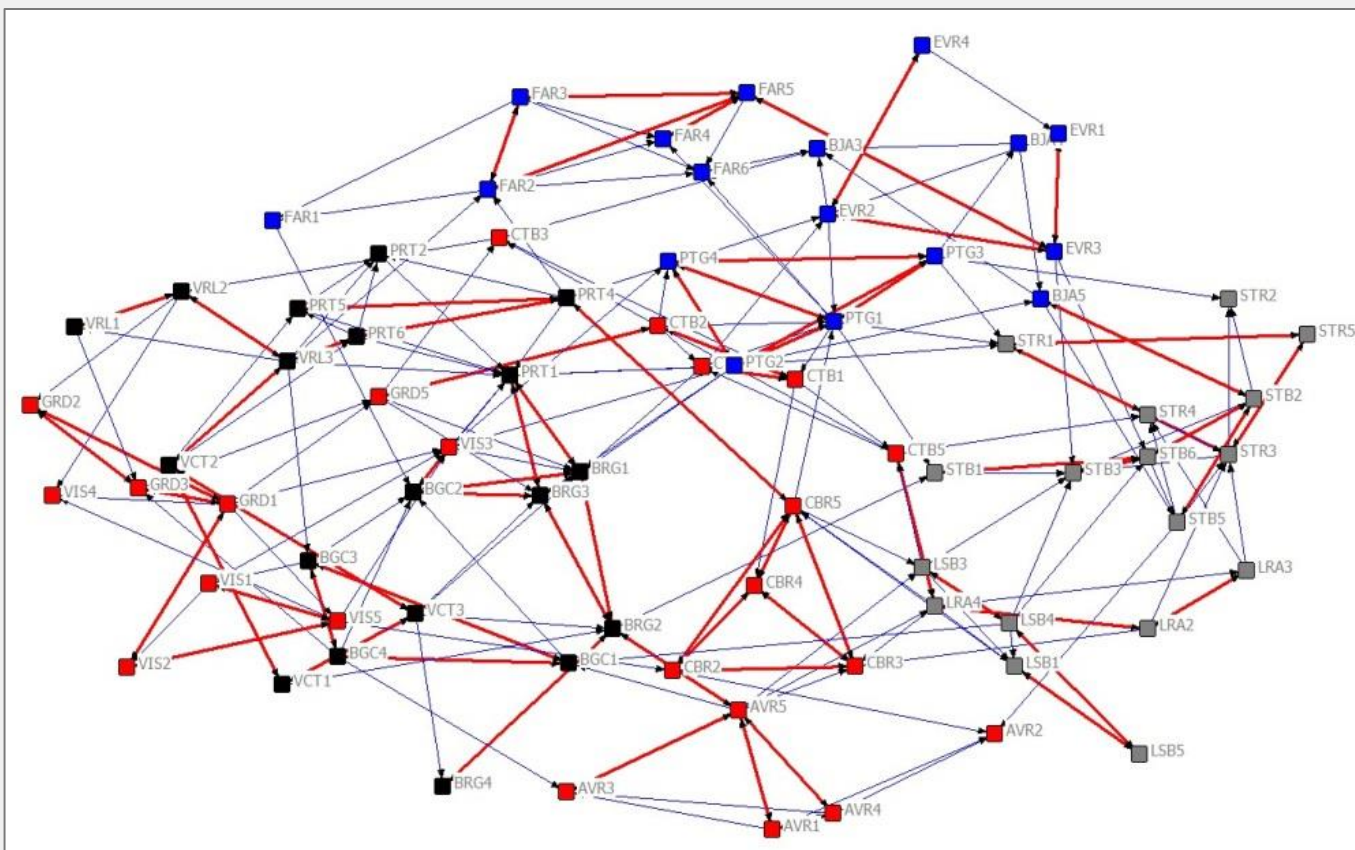 EVR4
FAR3
FAR5
EVR1
FAR4
BJA3
FAR6
FAR2
EVR2
FAR1
CTB3
EVR3
PRT2
PTG3
PTG4
VRL2
PRT4
BJA5
STR2
PRT5
VRL1
CTB2
PTG1
STR5
PRT6
STR1
VRL3
PTG2
PRT1
CTB1
GRD5
STB2
GRD2
STR4
VIS3
CTB5
STR3
STB6
VCT2
BRG1
STB1
STB3
GRD3
BGC2
VIS4
BRG3
GRD1
CBR5
STB5
BGC3
LSB3
LRA3
VIS1
CBR4
LRA4
VCT3
VIS5
LSB4
BRG2
LRA2
BGC4
BGC1
VIS2
CBR2
CBR3
LSB1
VCT1
AVR5
AVR2
LSB5
BRG4
AVR3
AVR4
AVR1